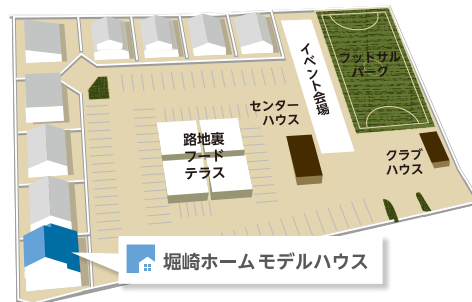 フットサル
パーク
イベント会場
センター
ハウス
路地裏
フード
テラス
クラブ
ハウス
堀崎ホーム モデルハウス